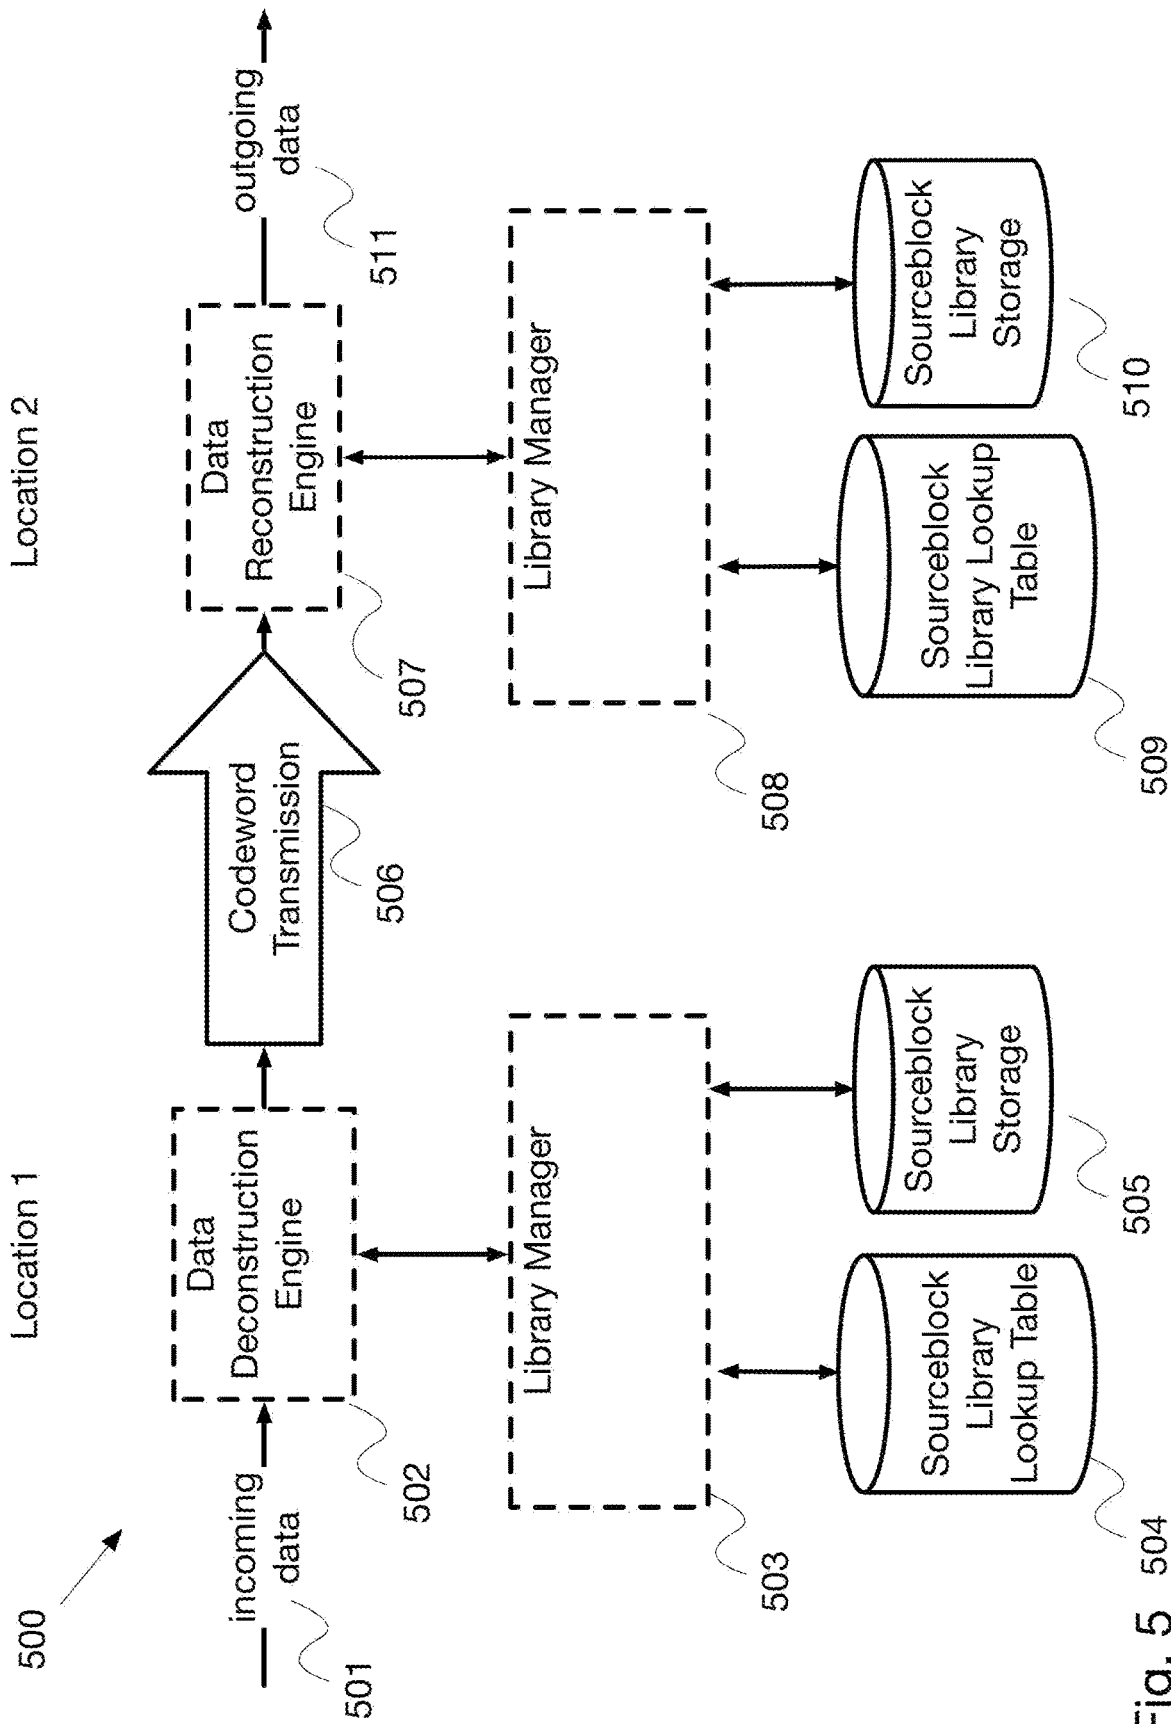 500
Location 1
Location 2
incoming
data
501
Data
Deconstruction
Engine
502
Codeword
Transmission
506
Data
Reconstruction
Engine
507
outgoing
data
511
Library Manager
503
Library Manager
508
Sourceblock
Library
Lookup Table
504
Sourceblock
Library
Storage
505
Sourceblock
Library Lookup
Table
509
Sourceblock
Library
Storage
510
Fig. 5